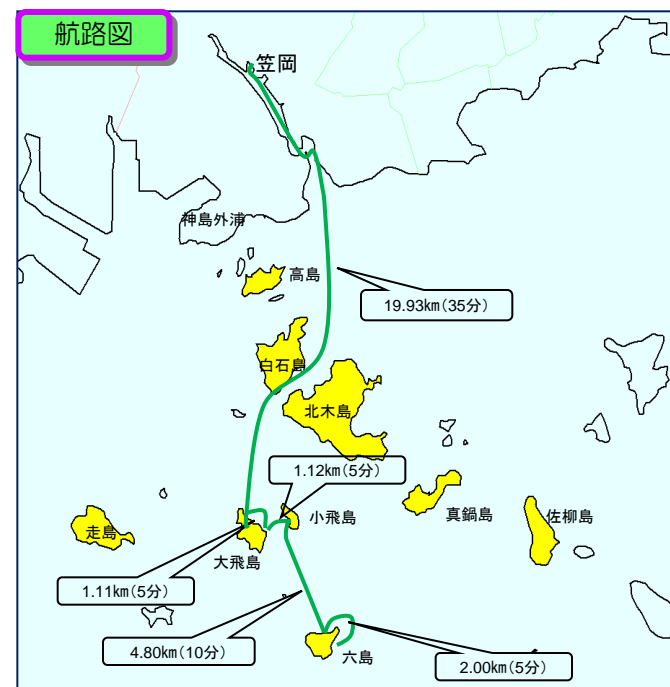 航路図
笠岡
神島外浦
高島
19.93㎞(35分)
白石島
北木島
1.12㎞(5分)
小飛島
真鍋島
佐柳島
走島
大飛島
1.11㎞(5分)
4.80㎞(10分)
六島
2.00㎞(5分)